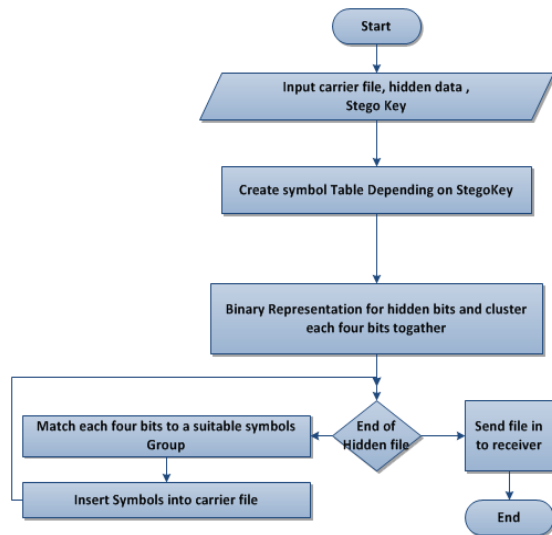 Start
Input carrier file, hidden data ,
Stego Key
Create symbol Table Depending on StegoKey
Binary Representation for hidden bits and cluster
each four bits togather
End of
Hidden file
Match each four bits to a suitable symbols
Group
Insert Symbols into carrier file
Send file in
to receiver
End